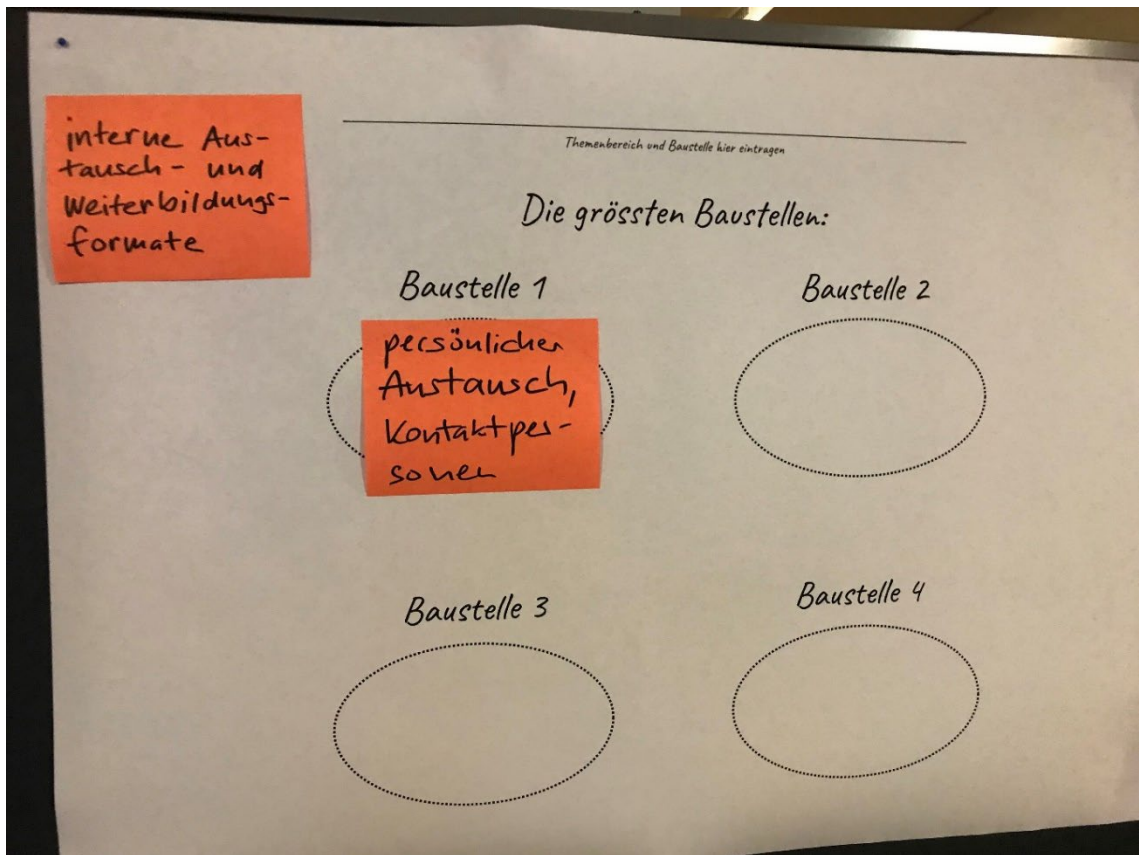 interne Aus-
tausch- und
Weiterbildungs-
formate
Themenbereich und Baustelle hier eintragen
Die grössten Baustellen:
Baustelle 1
persönlicher
Austausch,
Kontaktper-
sonen
Baustelle 2
Baustelle 3
Baustelle 4